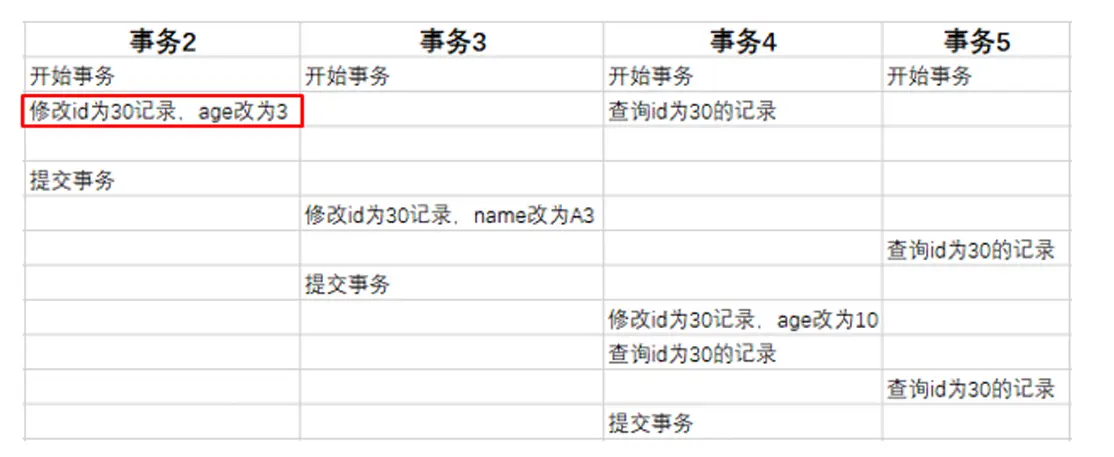 事务2 事务3 事务4 事务5
开始事务 开始事务 开始事务 开始事务
修改id为30记录，age改为3 查询id为30的记录
提交事务
修改id为30记录，name改为A3
查询id为30的记录
提交事务
修改id为30记录，age改为10
查询id为30的记录
查询id为30的记录
提交事务